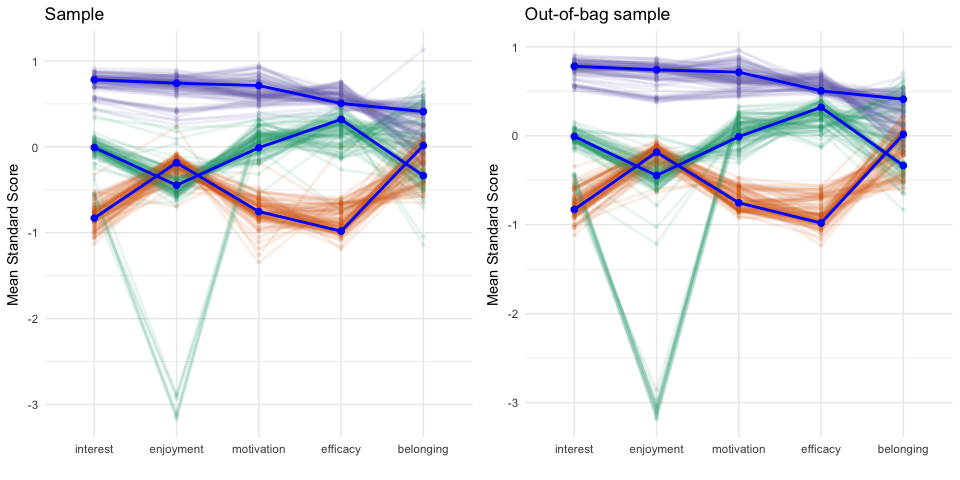 Sample
Mean Standard Score
1
0
-1
-2
-3
interest enjoyment motivation efficacy belonging
Out-of-bag sample
Mean Standard Score
1
0
-1
-2
-3
interest enjoyment motivation efficacy belonging